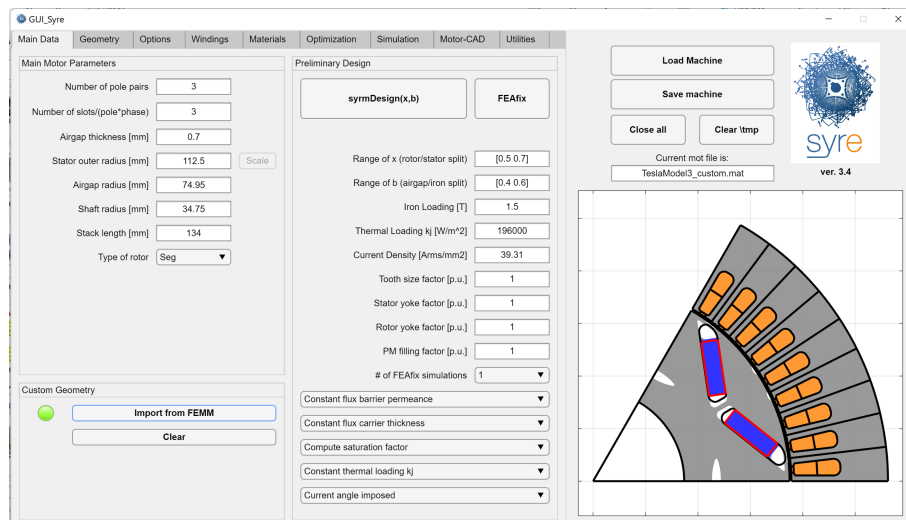 GUI_Syre
Main Data Geometry Options Windings Materials Optimization Simulation Motor-CAD Utilities
Main Motor Parameters
Number of pole pairs 3
Number of slots/(pole*phase) 3
Airgap thickness [mm] 0.7
Stator outer radius [mm] 112.5 Scale
Airgap radius [mm] 74.95
Shaft radius [mm] 34.75
Stack length [mm] 134
Type of rotor Seg
Custom Geometry
Import from FEMM
Clear
Preliminary Design
syrmDesign(x,b) FEAfix
Range of x (rotor/stator split) [0.5 0.7]
Range of b (airgap/iron split) [0.4 0.6]
Iron Loading [T] 1.5
Thermal Loading kj [W/m^2] 196000
Current Density [Arms/mm2] 39.31
Tooth size factor [p.u.] 1
Stator yoke factor [p.u.] 1
Rotor yoke factor [p.u.] 1
PM filling factor [p.u.] 1
# of FEAfix simulations 1
Constant flux barrier permeance
Constant flux carrier thickness
Compute saturation factor
Constant thermal loading kj
Current angle imposed
Load Machine
Save machine
Close all Clear \tmp
Current mot file is:
TeslaModel3_custom.mat
syre
ver. 3.4